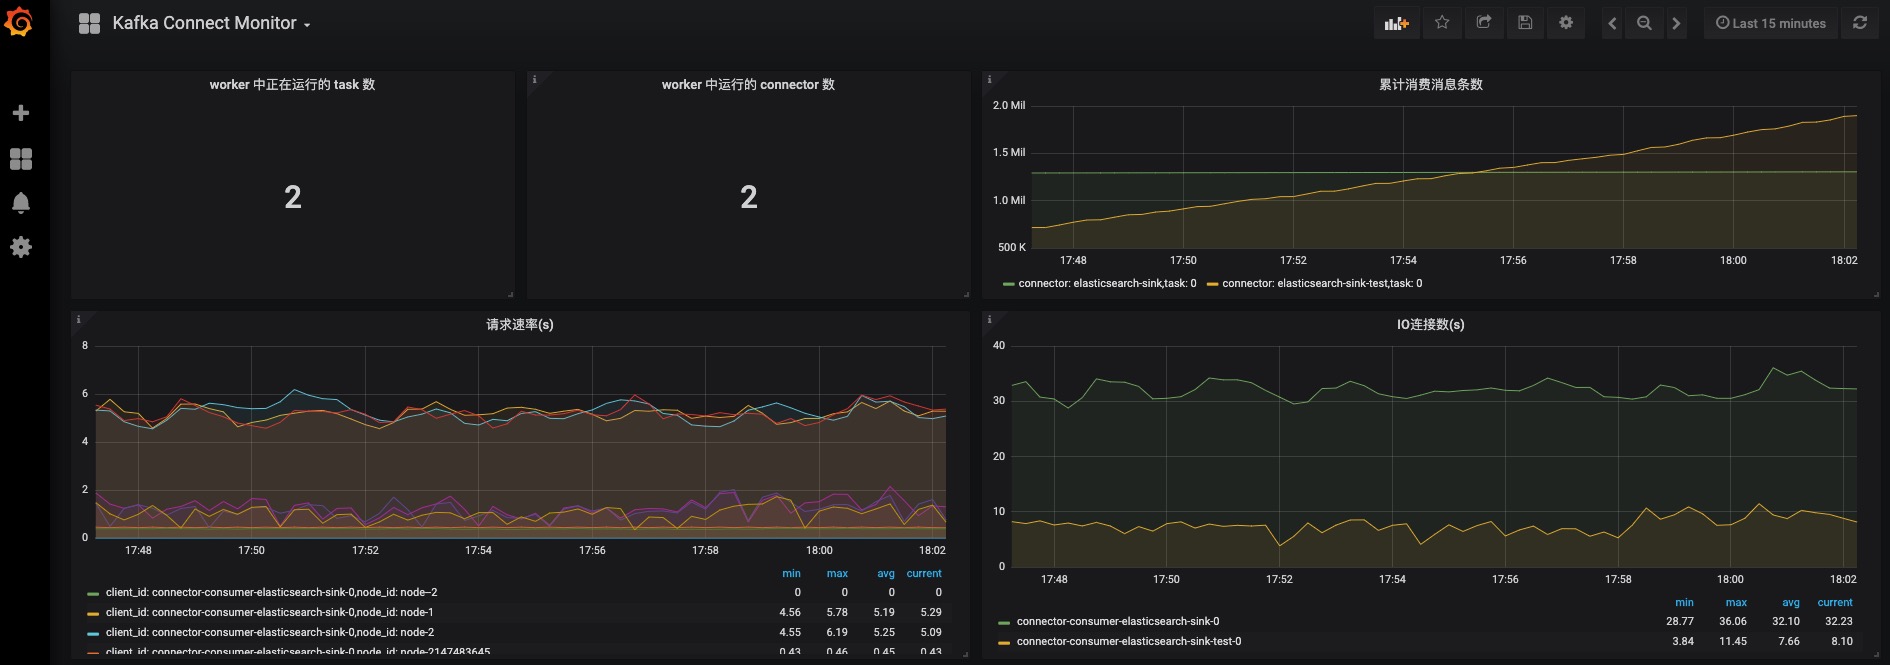 Kafka Connect Monitor
Last 15 minutes
worker 中正在运行的 task 数
2
worker 中运行的 connector 数
2
累计消费消息条数
2.0 Mil
1.5 Mil
1.0 Mil
500 K
17:48 17:50 17:52 17:54 17:56 17:58 18:00 18:02
connector: elasticsearch-sink,task: 0 connector: elasticsearch-sink-test,task: 0
请求速率(s)
8
6
4
2
0
17:48 17:50 17:52 17:54 17:56 17:58 18:00 18:02
min max avg current
client_id: connector-consumer-elasticsearch-sink-0,node_id: node--2 0 0 0 0
client_id: connector-consumer-elasticsearch-sink-0,node_id: node-1 4.56 5.78 5.19 5.29
client_id: connector-consumer-elasticsearch-sink-0,node_id: node-2 4.55 6.19 5.25 5.09
client_id: connector-consumer-elasticsearch-sink-0,node_id: node-2147483645 0.43 0.46 0.45 0.43
IO连接数(s)
40
30
20
10
0
17:48 17:50 17:52 17:54 17:56 17:58 18:00 18:02
min max avg current
connector-consumer-elasticsearch-sink-0 28.77 36.06 32.10 32.23
connector-consumer-elasticsearch-sink-test-0 3.84 11.45 7.66 8.10